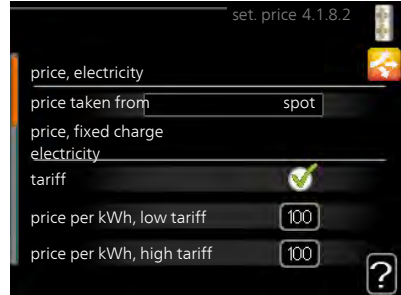 set. price 4.1.8.2
price, electricity
price taken from spot
price, fixed charge
electricity
tariff
price per kWh, low tariff 100
price per kWh, high tariff 100
?